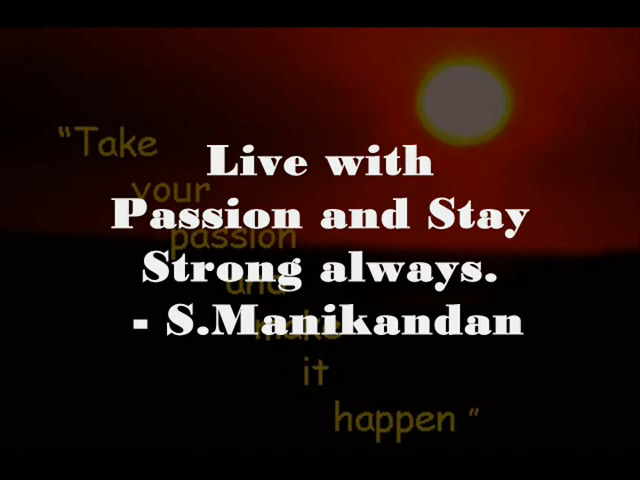 Live with
Passion and Stay
Strong always.
- S.Manikandan
"Take
your
passion
and
make
it
happen "